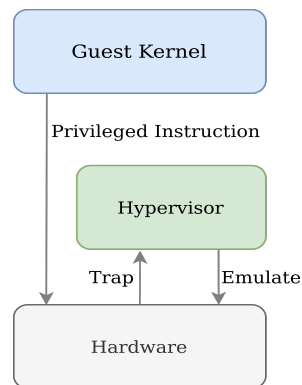 Guest Kernel
Privileged Instruction
Hypervisor
Trap
Emulate
Hardware